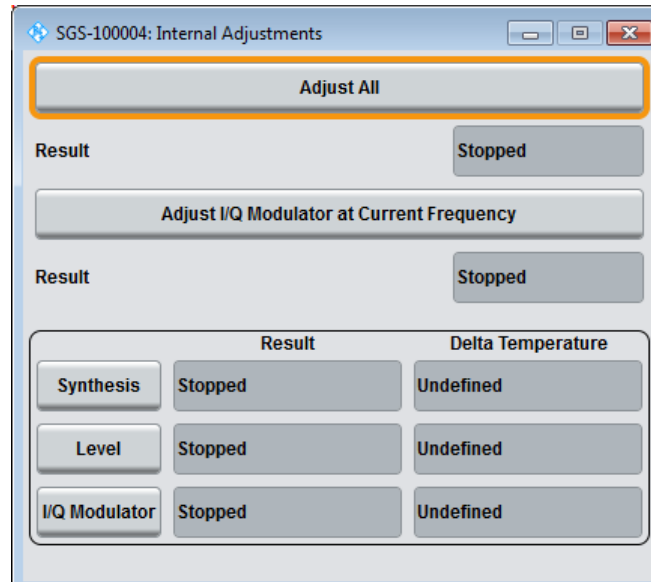 SGS-100004: Internal Adjustments
Adjust All
Result Stopped
Adjust I/Q Modulator at Current Frequency
Result Stopped
Result Delta Temperature
Synthesis Stopped Undefined
Level Stopped Undefined
I/Q Modulator Stopped Undefined